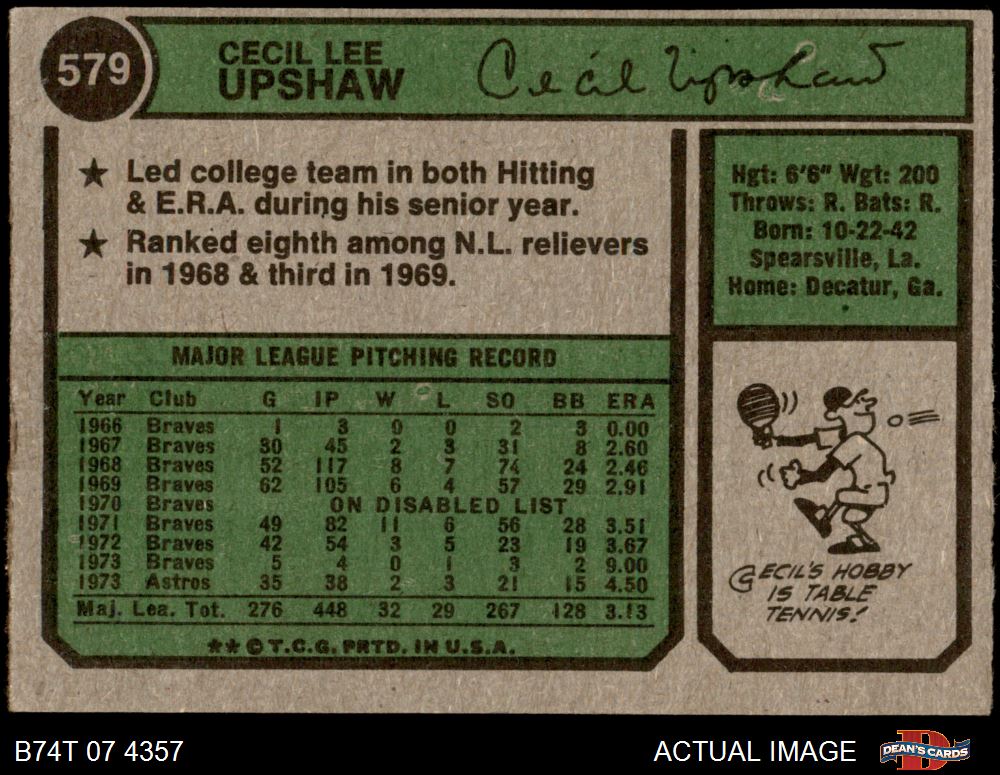 579
CECIL LEE
UPSHAW
Cecil Upshaw
★ Led college team in both Hitting
& E.R.A. during his senior year.
★ Ranked eighth among N.L. relievers
in 1968 & third in 1969.
Hgt: 6'6" Wgt: 200
Throws: R. Bats: R.
Born: 10-22-42
Spearsville, La.
Home: Decatur, Ga.
MAJOR LEAGUE PITCHING RECORD
Year Club G IP W L SO BB ERA
1966 Braves 1 3 0 0 2 3 0.00
1967 Braves 30 45 2 3 31 8 2.60
1968 Braves 52 117 8 7 74 24 2.46
1969 Braves 62 105 6 4 57 29 2.91
1970 Braves ON DISABLED LIST
1971 Braves 49 82 11 6 56 28 3.51
1972 Braves 42 54 3 5 23 19 3.67
1973 Braves 5 4 0 1 3 2 9.00
1973 Astros 35 38 2 3 21 15 4.50
Maj. Lea. Tot. 276 448 32 29 267 128 3.13
** © T.C.G. PRTD. IN U.S.A.
CECIL'S HOBBY
IS TABLE
TENNIS!
B74T 07 4357
ACTUAL IMAGE
DEAN'S CARDS